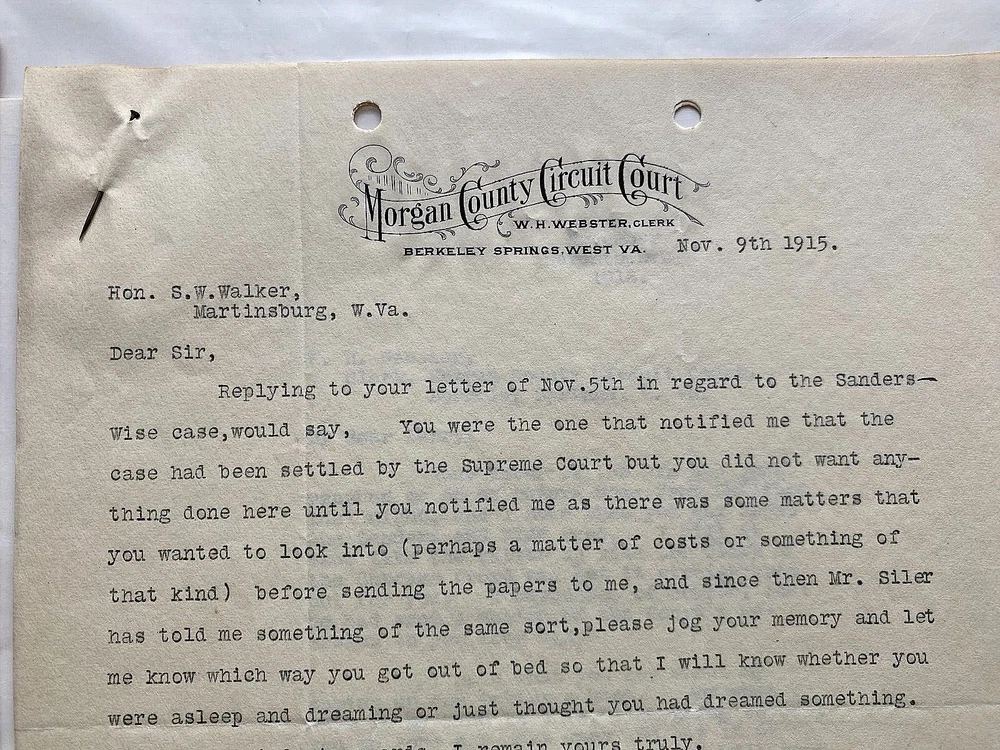 Morgan County Circuit Court
W.H.WEBSTER,CLERK
BERKELEY SPRINGS,WEST VA. Nov. 9th 1915.
Hon. S.W.Walker,
Martinsburg, W.Va.
Dear Sir,
Replying to your letter of Nov.5th in regard to the Sanders—
Wise case,would say, You were the one that notified me that the
case had been settled by the Supreme Court but you did not want any—
thing done here until you notified me as there was some matters that
you wanted to look into (perhaps a matter of costs or something of
that kind) before sending the papers to me, and since then Mr. Siler
has told me something of the same sort,please jog your memory and let
me know which way you got out of bed so that I will know whether you
were asleep and dreaming or just thought you had dreamed something.
I remain yours truly.